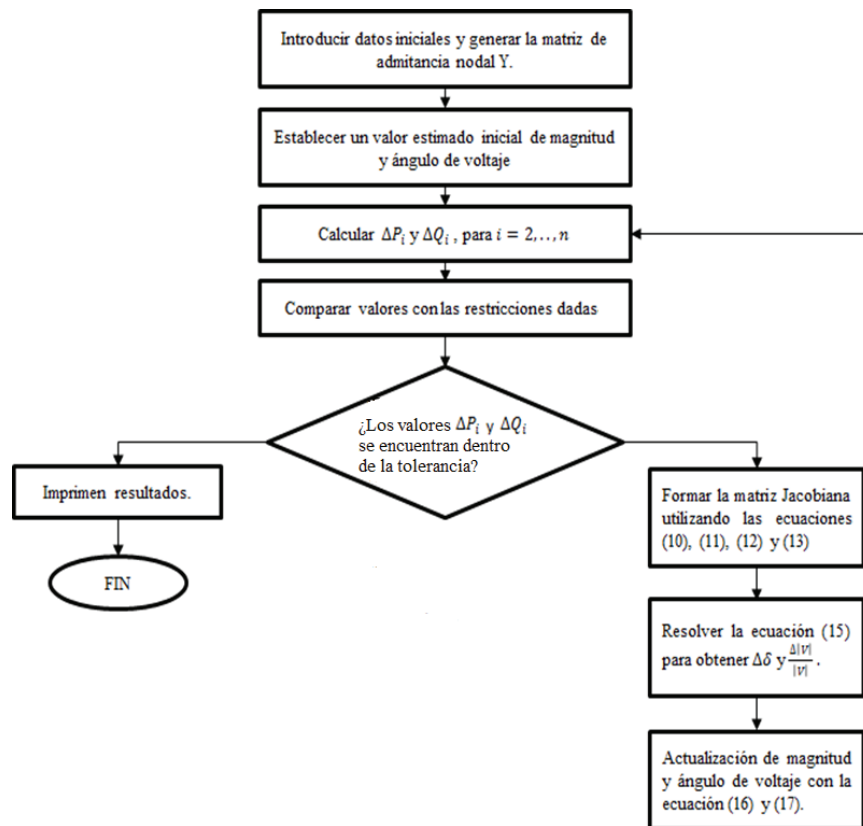 Introducir datos iniciales y generar la matriz de
admitancia nodal Y.
Establecer un valor estimado inicial de magnitud
y ángulo de voltaje
Calcular ΔPᵢ y ΔQᵢ , para i = 2,..,n
Comparar valores con las restricciones dadas
¿Los valores ΔPᵢ y ΔQᵢ
se encuentran dentro
de la tolerancia?
Imprimen resultados.
FIN
Formar la matriz Jacobiana
utilizando las ecuaciones
(10), (11), (12) y (13)
Resolver la ecuación (15)
para obtener Δδ y Δ|V|/|V| .
Actualización de magnitud
y ángulo de voltaje con la
ecuación (16) y (17).